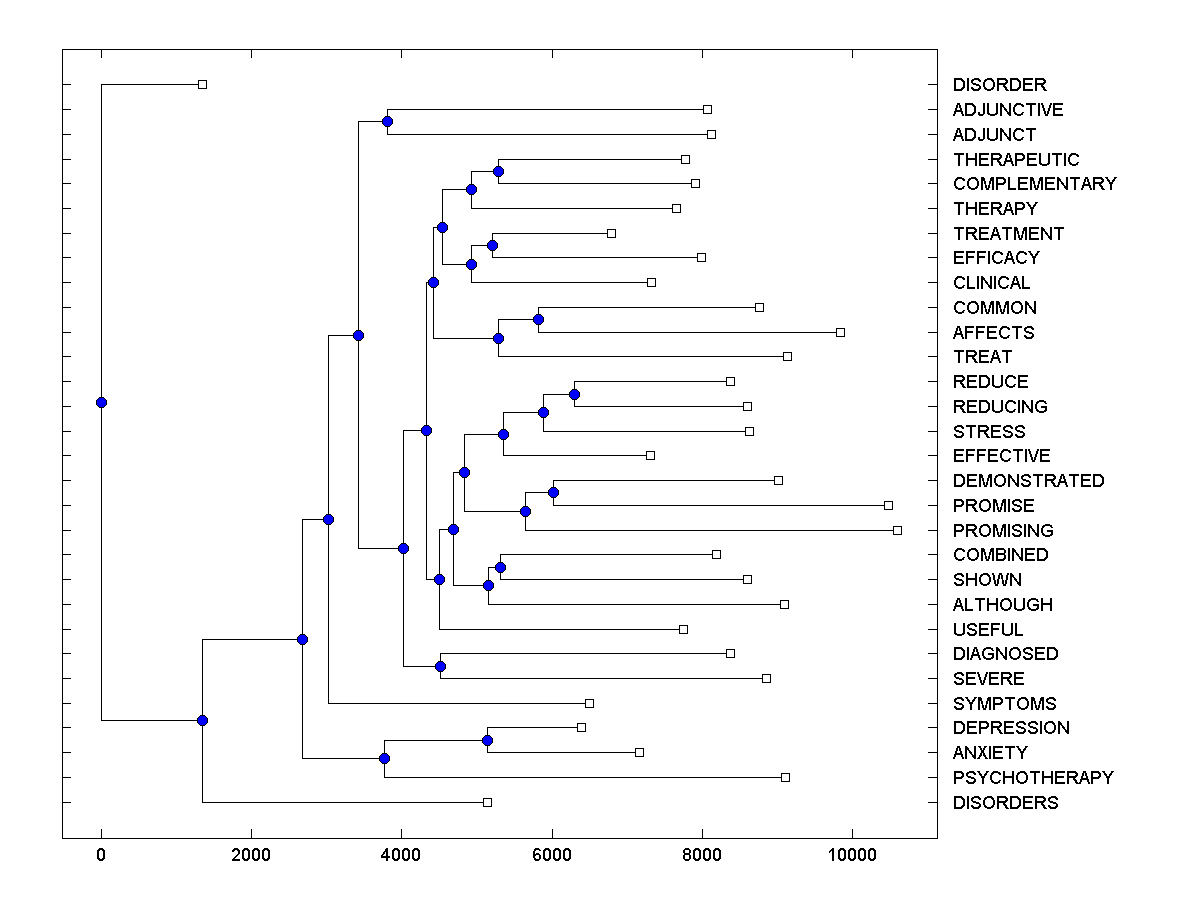 DISORDER
ADJUNCTIVE
ADJUNCT
THERAPEUTIC
COMPLEMENTARY
THERAPY
TREATMENT
EFFICACY
CLINICAL
COMMON
AFFECTS
TREAT
REDUCE
REDUCING
STRESS
EFFECTIVE
DEMONSTRATED
PROMISE
PROMISING
COMBINED
SHOWN
ALTHOUGH
USEFUL
DIAGNOSED
SEVERE
SYMPTOMS
DEPRESSION
ANXIETY
PSYCHOTHERAPY
DISORDERS
0 2000 4000 6000 8000 10000